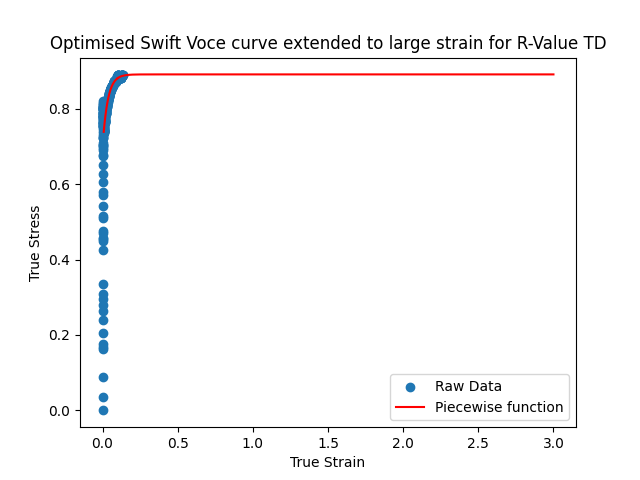 Optimised Swift Voce curve extended to large strain for R-Value TD
True Stress
0.8
0.6
0.4
0.2
0.0
0.0 0.5 1.0 1.5 2.0 2.5 3.0
True Strain
Raw Data
Piecewise function